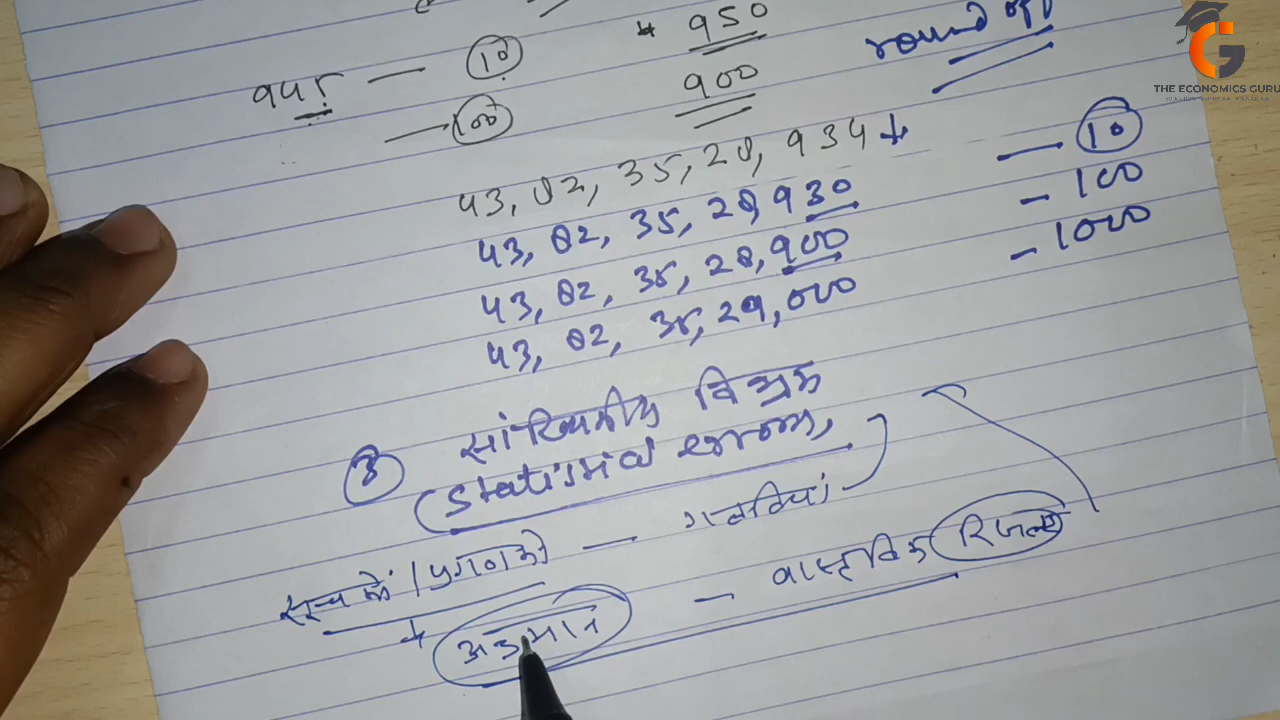 945 — 10 950
— 100 900
round off
43, 82, 35, 28, 934 — 10
43, 82, 35, 28, 930 - 100
43, 82, 35, 28, 900 - 1000
43, 82, 35, 29, 000
③ सांख्यिकीय विभ्रम
(Statistical errors,
/ प्रगणको — गलतियां
अनुमान — वास्तविक रिजल्ट
THE ECONOMICS GURU